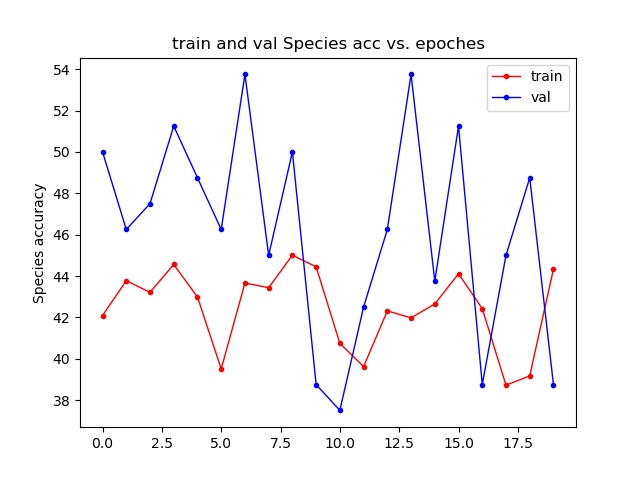 train and val Species acc vs. epoches
train
val
Species accuracy
54
52
50
48
46
44
42
40
38
0.0 2.5 5.0 7.5 10.0 12.5 15.0 17.5